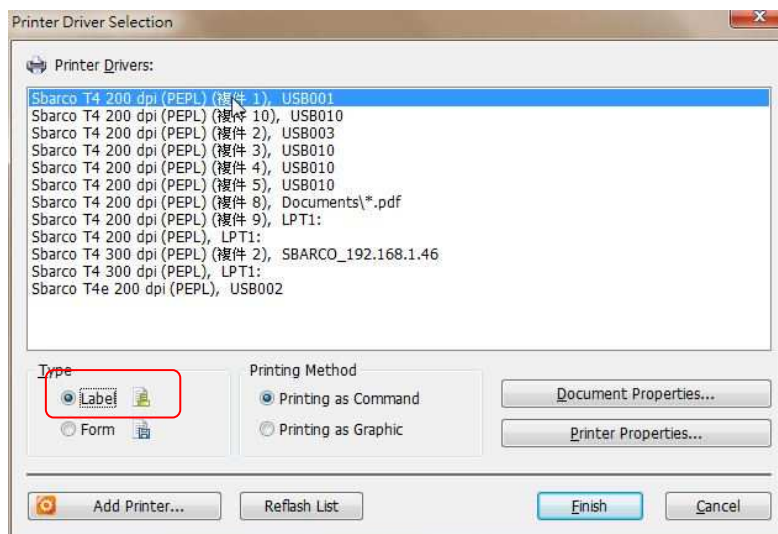 Printer Driver Selection
Printer Drivers:
Sbarco T4 200 dpi (PEPL) (複件 1), USB001
Sbarco T4 200 dpi (PEPL) (複件 10), USB010
Sbarco T4 200 dpi (PEPL) (複件 2), USB003
Sbarco T4 200 dpi (PEPL) (複件 3), USB010
Sbarco T4 200 dpi (PEPL) (複件 4), USB010
Sbarco T4 200 dpi (PEPL) (複件 5), USB010
Sbarco T4 200 dpi (PEPL) (複件 8), Documents\*.pdf
Sbarco T4 200 dpi (PEPL) (複件 9), LPT1:
Sbarco T4 200 dpi (PEPL), LPT1:
Sbarco T4 300 dpi (PEPL) (複件 2), SBARCO_192.168.1.46
Sbarco T4 300 dpi (PEPL), LPT1:
Sbarco T4e 200 dpi (PEPL), USB002
Type
Label
Form
Printing Method
Printing as Command
Printing as Graphic
Document Properties...
Printer Properties...
Add Printer...
Reflash List
Finish
Cancel